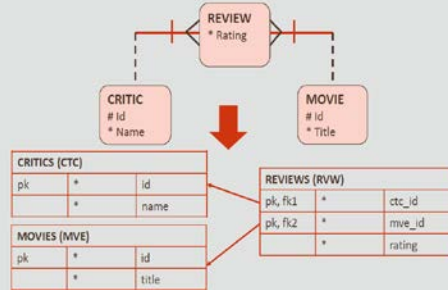 REVIEW
* Rating
CRITIC
# Id
* Name
MOVIE
# Id
* Title
CRITICS (CTC)
pk * id
* name
MOVIES (MVE)
pk * id
* title
REVIEWS (RVW)
pk, fk1 * ctc_id
pk, fk2 * mve_id
* rating